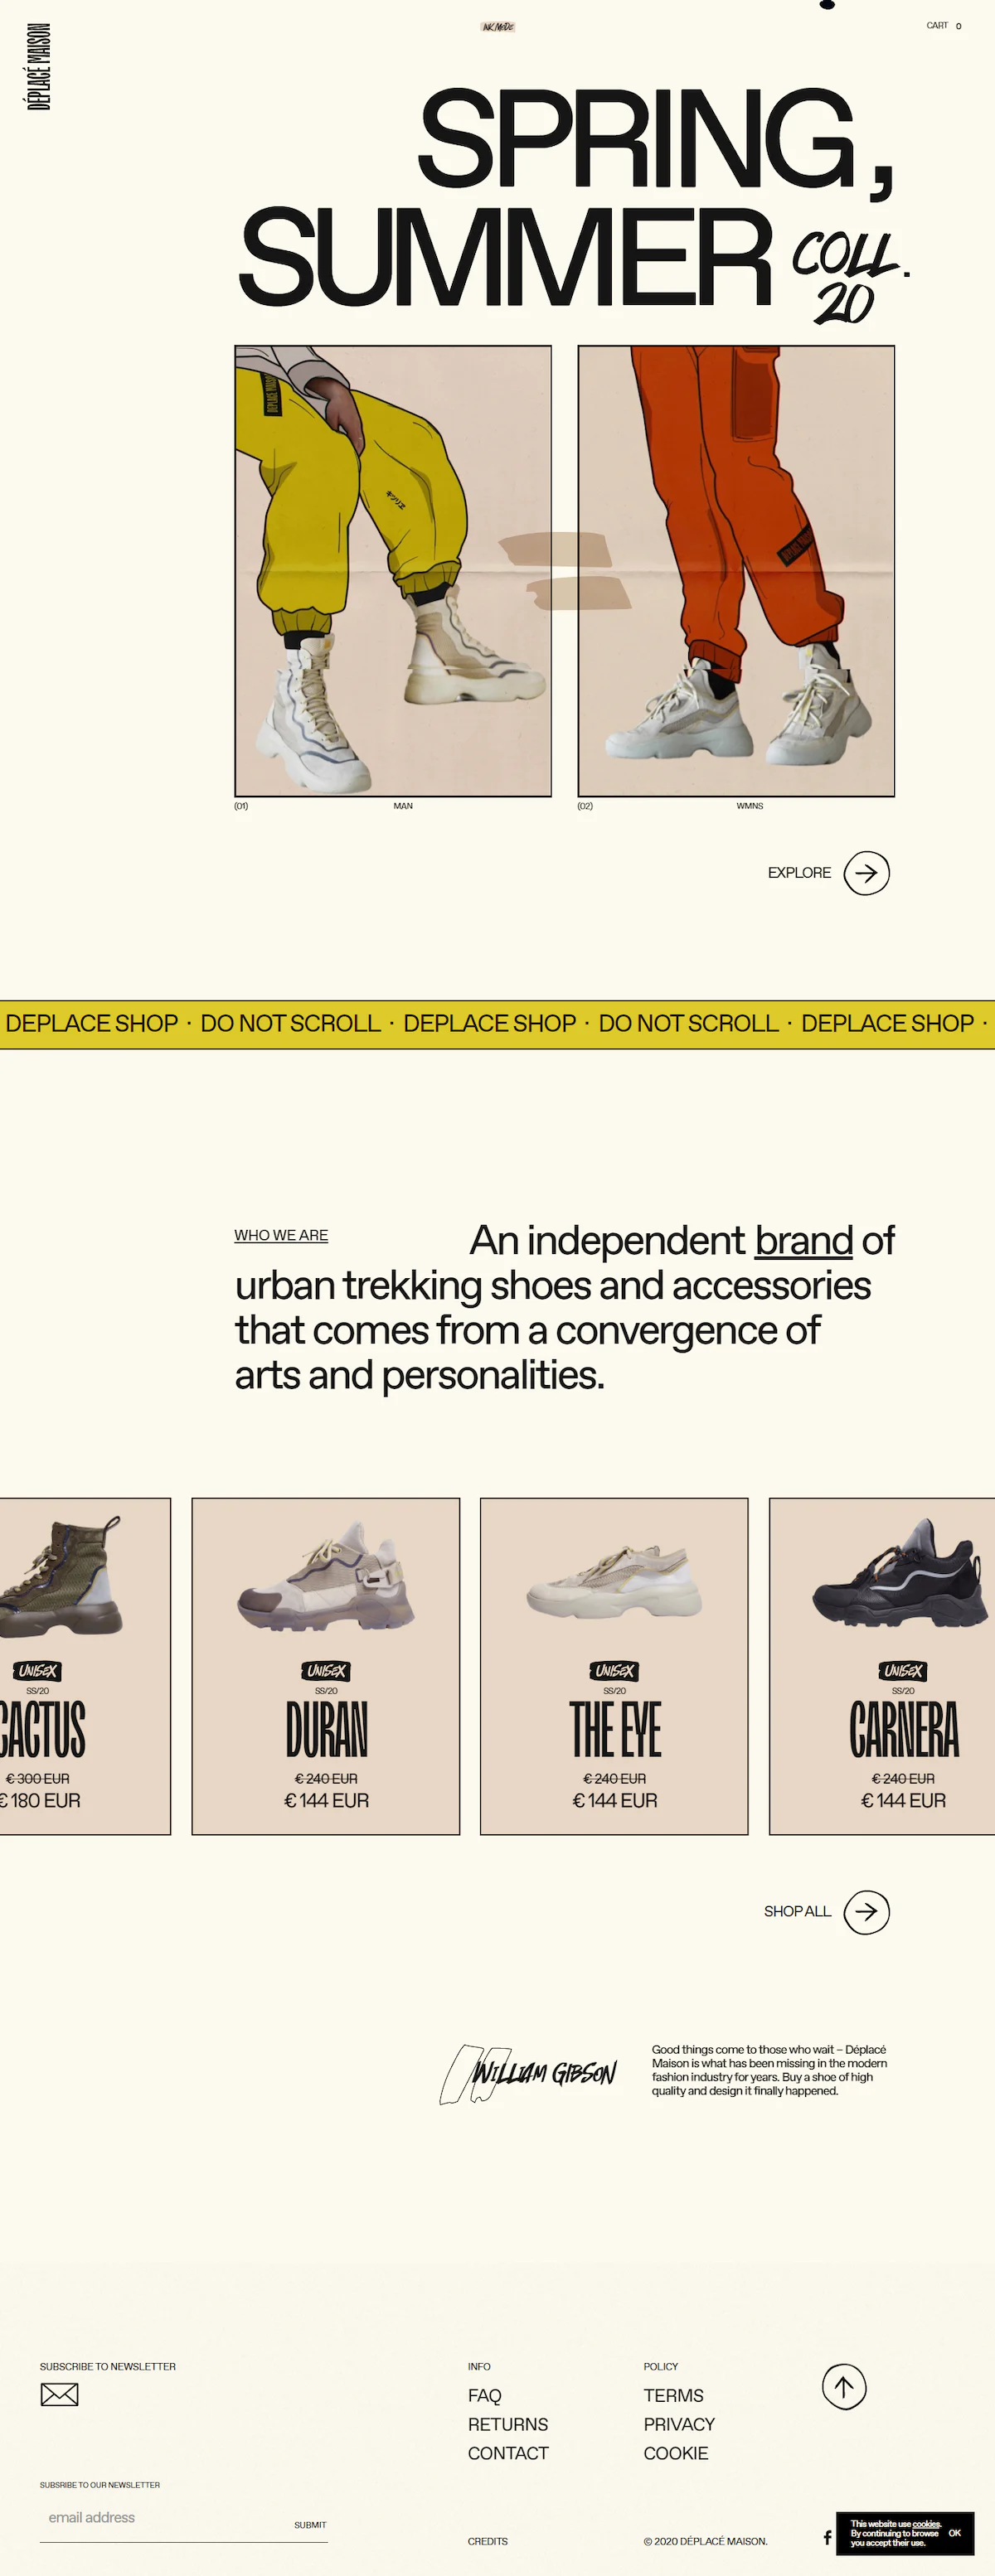 DÉPLACÉ MAISON
INK MODE
CART 0
SPRING,
SUMMER
COLL.
20
DEPLACE MAISON
(01) MAN
(02) WMNS
EXPLORE
DEPLACE SHOP · DO NOT SCROLL · DEPLACE SHOP · DO NOT SCROLL · DEPLACE SHOP ·
WHO WE ARE
An independent brand of
urban trekking shoes and accessories
that comes from a convergence of
arts and personalities.
UNISEX
SS/20
CACTUS
€ 300 EUR
€ 180 EUR
UNISEX
SS/20
DURAN
€ 240 EUR
€ 144 EUR
UNISEX
SS/20
THE EYE
€ 240 EUR
€ 144 EUR
UNISEX
SS/20
CARNERA
€ 240 EUR
€ 144 EUR
SHOP ALL
WILLIAM GIBSON
Good things come to those who wait – Déplacé
Maison is what has been missing in the modern
fashion industry for years. Buy a shoe of high
quality and design it finally happened.
SUBSCRIBE TO NEWSLETTER
INFO
FAQ
RETURNS
CONTACT
POLICY
TERMS
PRIVACY
COOKIE
SUBSRIBE TO OUR NEWSLETTER
email address
SUBMIT
CREDITS
© 2020 DÉPLACÉ MAISON.
f
This website use cookies.
By continuing to browse
you accept their use.
OK